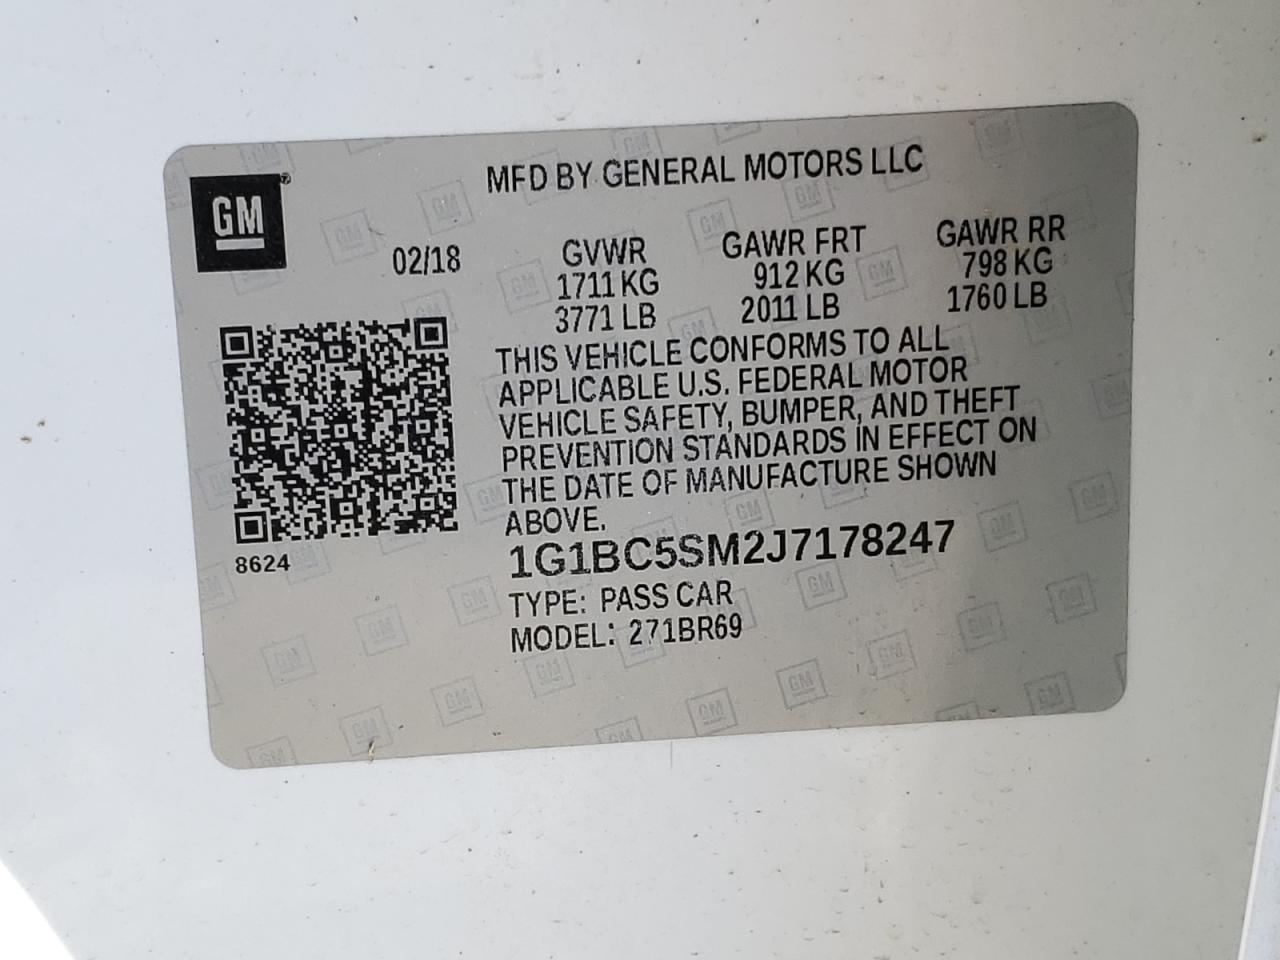 MFD BY GENERAL MOTORS LLC
GM
02/18
GVWR GAWR FRT GAWR RR
1711 KG 912 KG 798 KG
3771 LB 2011 LB 1760 LB
THIS VEHICLE CONFORMS TO ALL
APPLICABLE U.S. FEDERAL MOTOR
VEHICLE SAFETY, BUMPER, AND THEFT
PREVENTION STANDARDS IN EFFECT ON
THE DATE OF MANUFACTURE SHOWN
ABOVE.
8624
1G1BC5SM2J7178247
TYPE: PASS CAR
MODEL: 271BR69